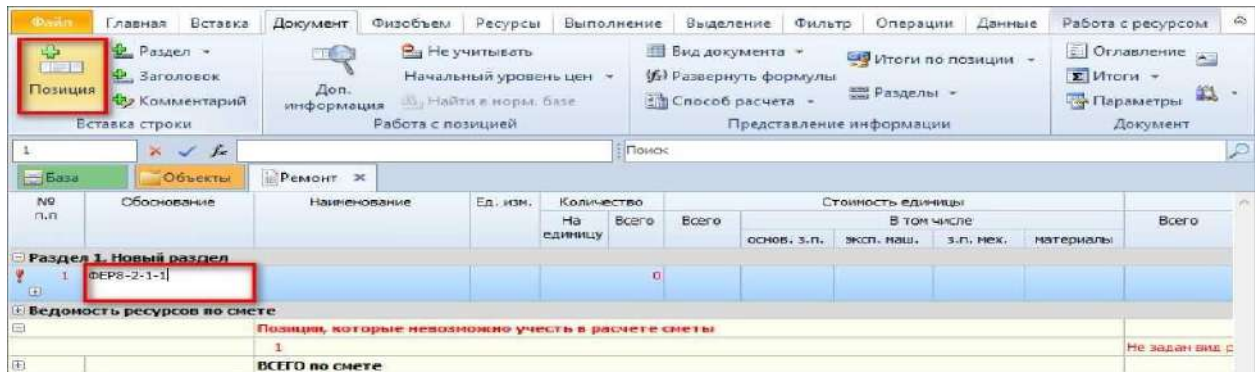 Файл Главная Вставка Документ Физобъем Ресурсы Выполнение Выделение Фильтр Операции Данные Работа с ресурсом
Позиция
Раздел
Заголовок
Комментарий
Вставка строки
Доп. информация
Не учитывать
Начальный уровень цен
Найти в норм. базе
Работа с позицией
Вид документа
Развернуть формулы
Способ расчета
Итоги по позиции
Разделы
Представление информации
Оглавление
Итоги
Параметры
Документ
1 fx Поиск
База Объекты Ремонт
№ п.п Обоснование Наименование Ед. изм. Количество Стоимость единицы
На единицу Всего Всего В том числе Всего
основ. з.п. эксп. маш. з.п. мех. материалы
Раздел 1. Новый раздел
1 ФЕР8-2-1-1 0
Ведомость ресурсов по смете
Позиции, которые невозможно учесть в расчете сметы
1 Не задан вид р
ВСЕГО по смете